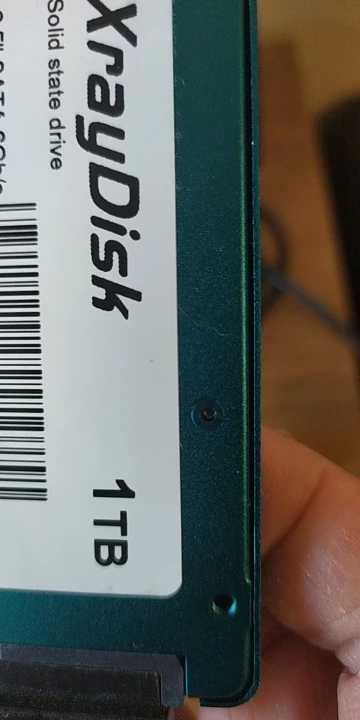 XrayDisk
Solid state drive
1TB